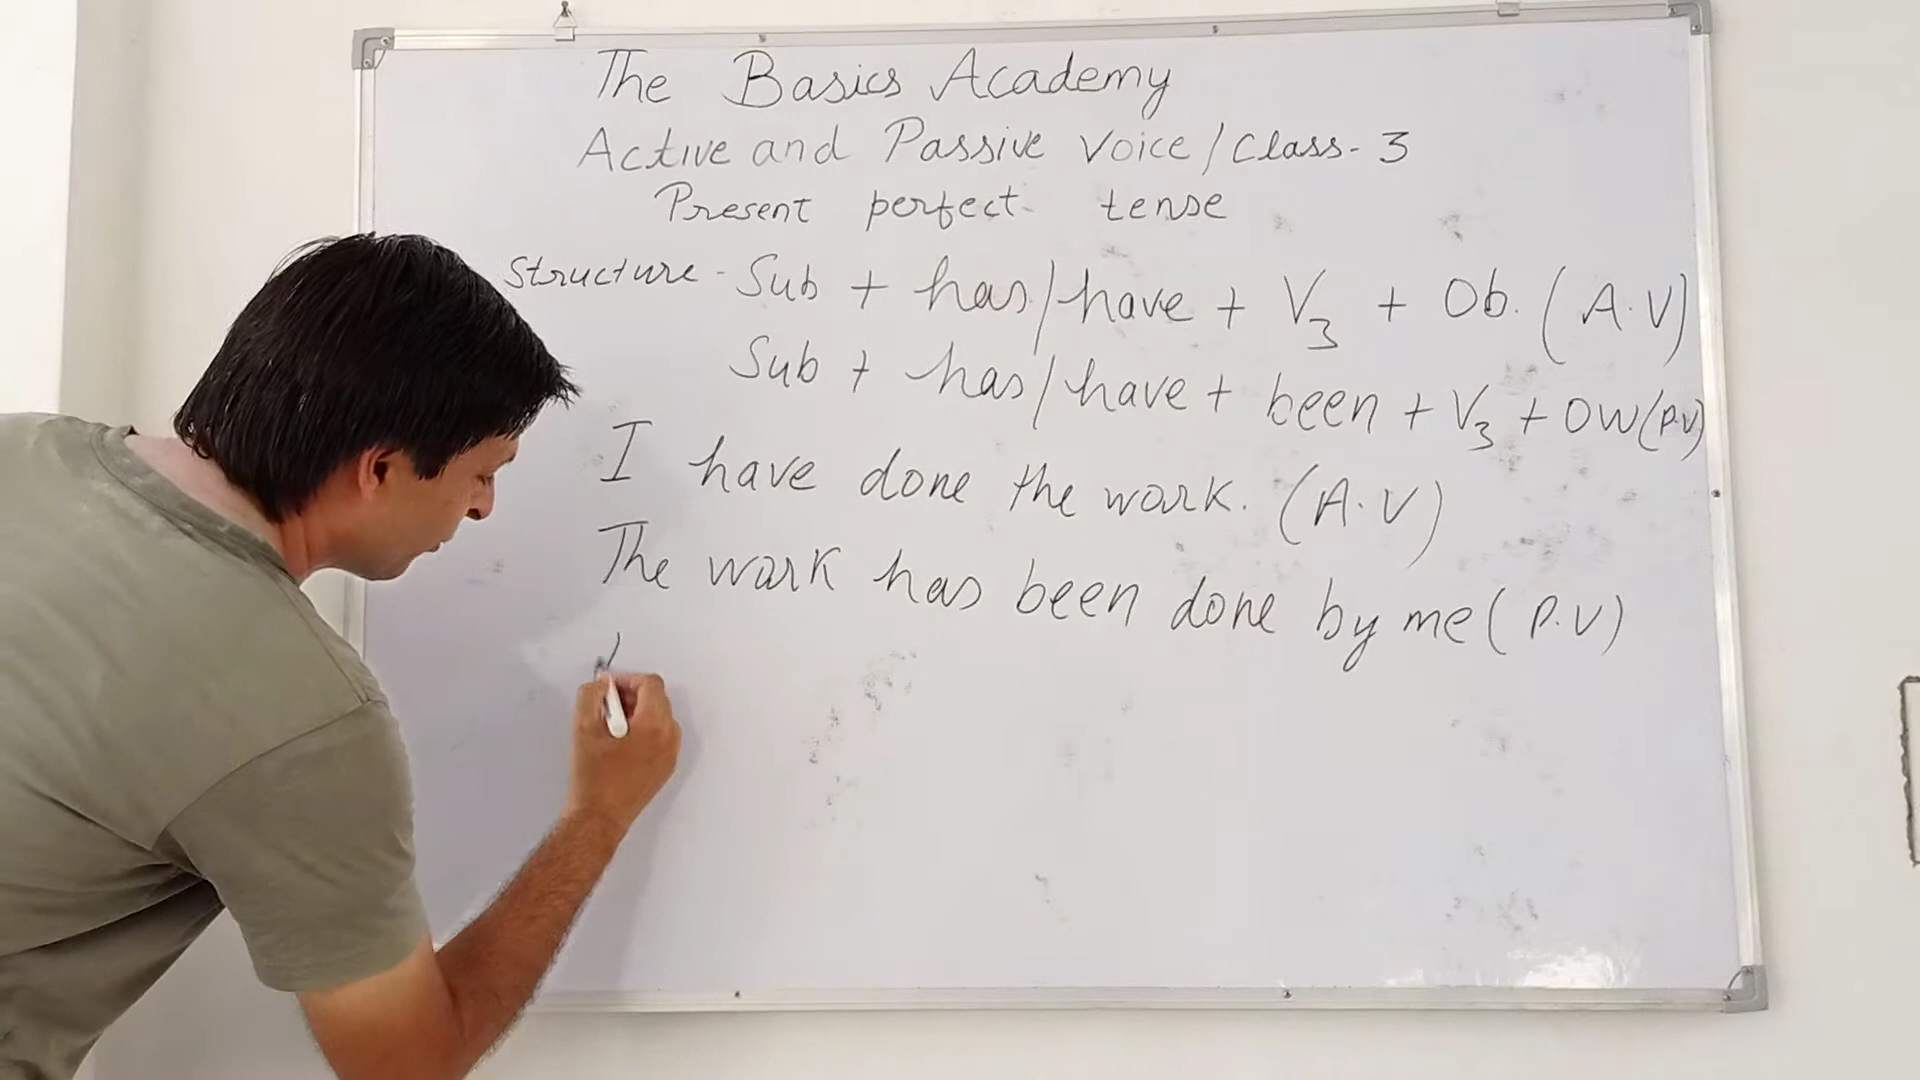 The Basics Academy
Active and Passive Voice/Class-3
Present perfect tense
Structure - Sub + has/have + V3 + Ob. (A.V)
Sub + has/have + been + V3 + OW(P.V)
I have done the work. (A.V)
The work has been done by me (P.V)